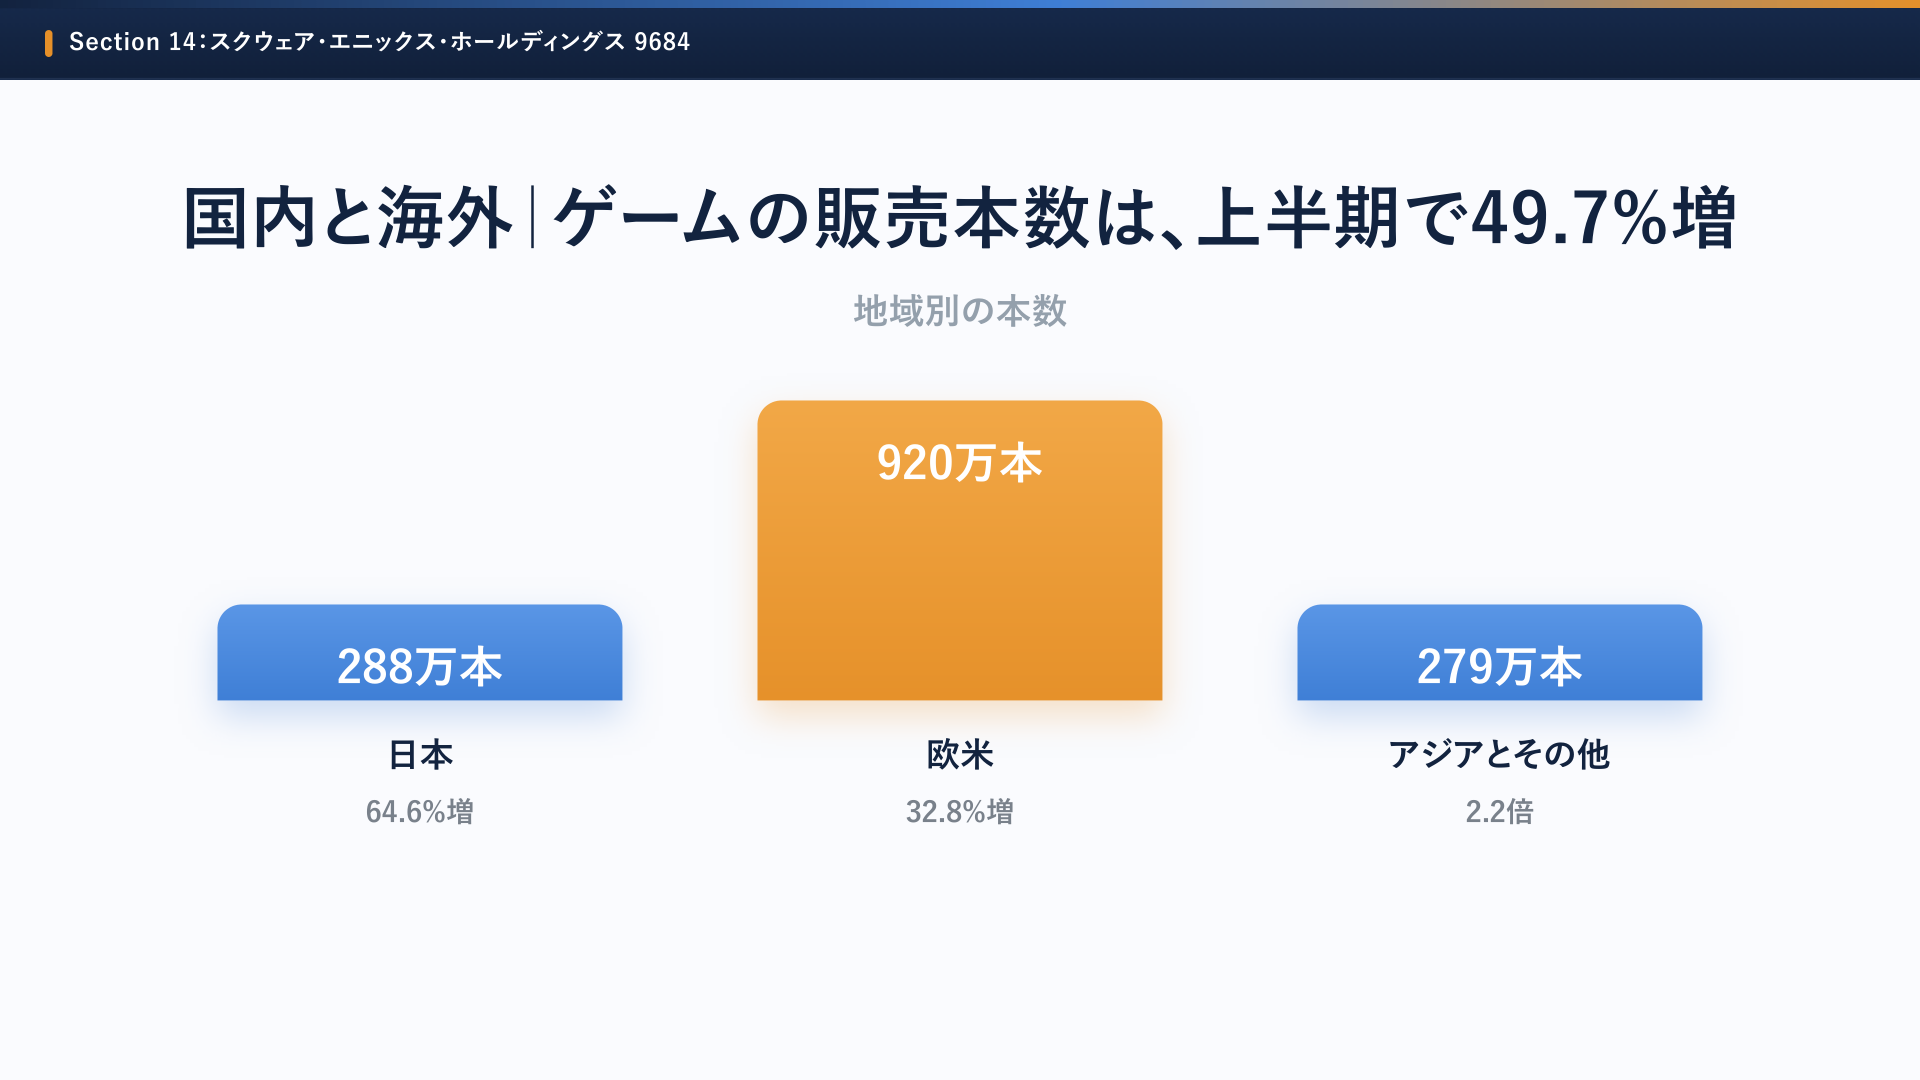 Section 14：スクウェア・エニックス・ホールディングス 9684
国内と海外｜ゲームの販売本数は、上半期で49.7%増
地域別の本数
920万本
288万本
279万本
日本
欧米
アジアとその他
64.6%増
32.8%増
2.2倍